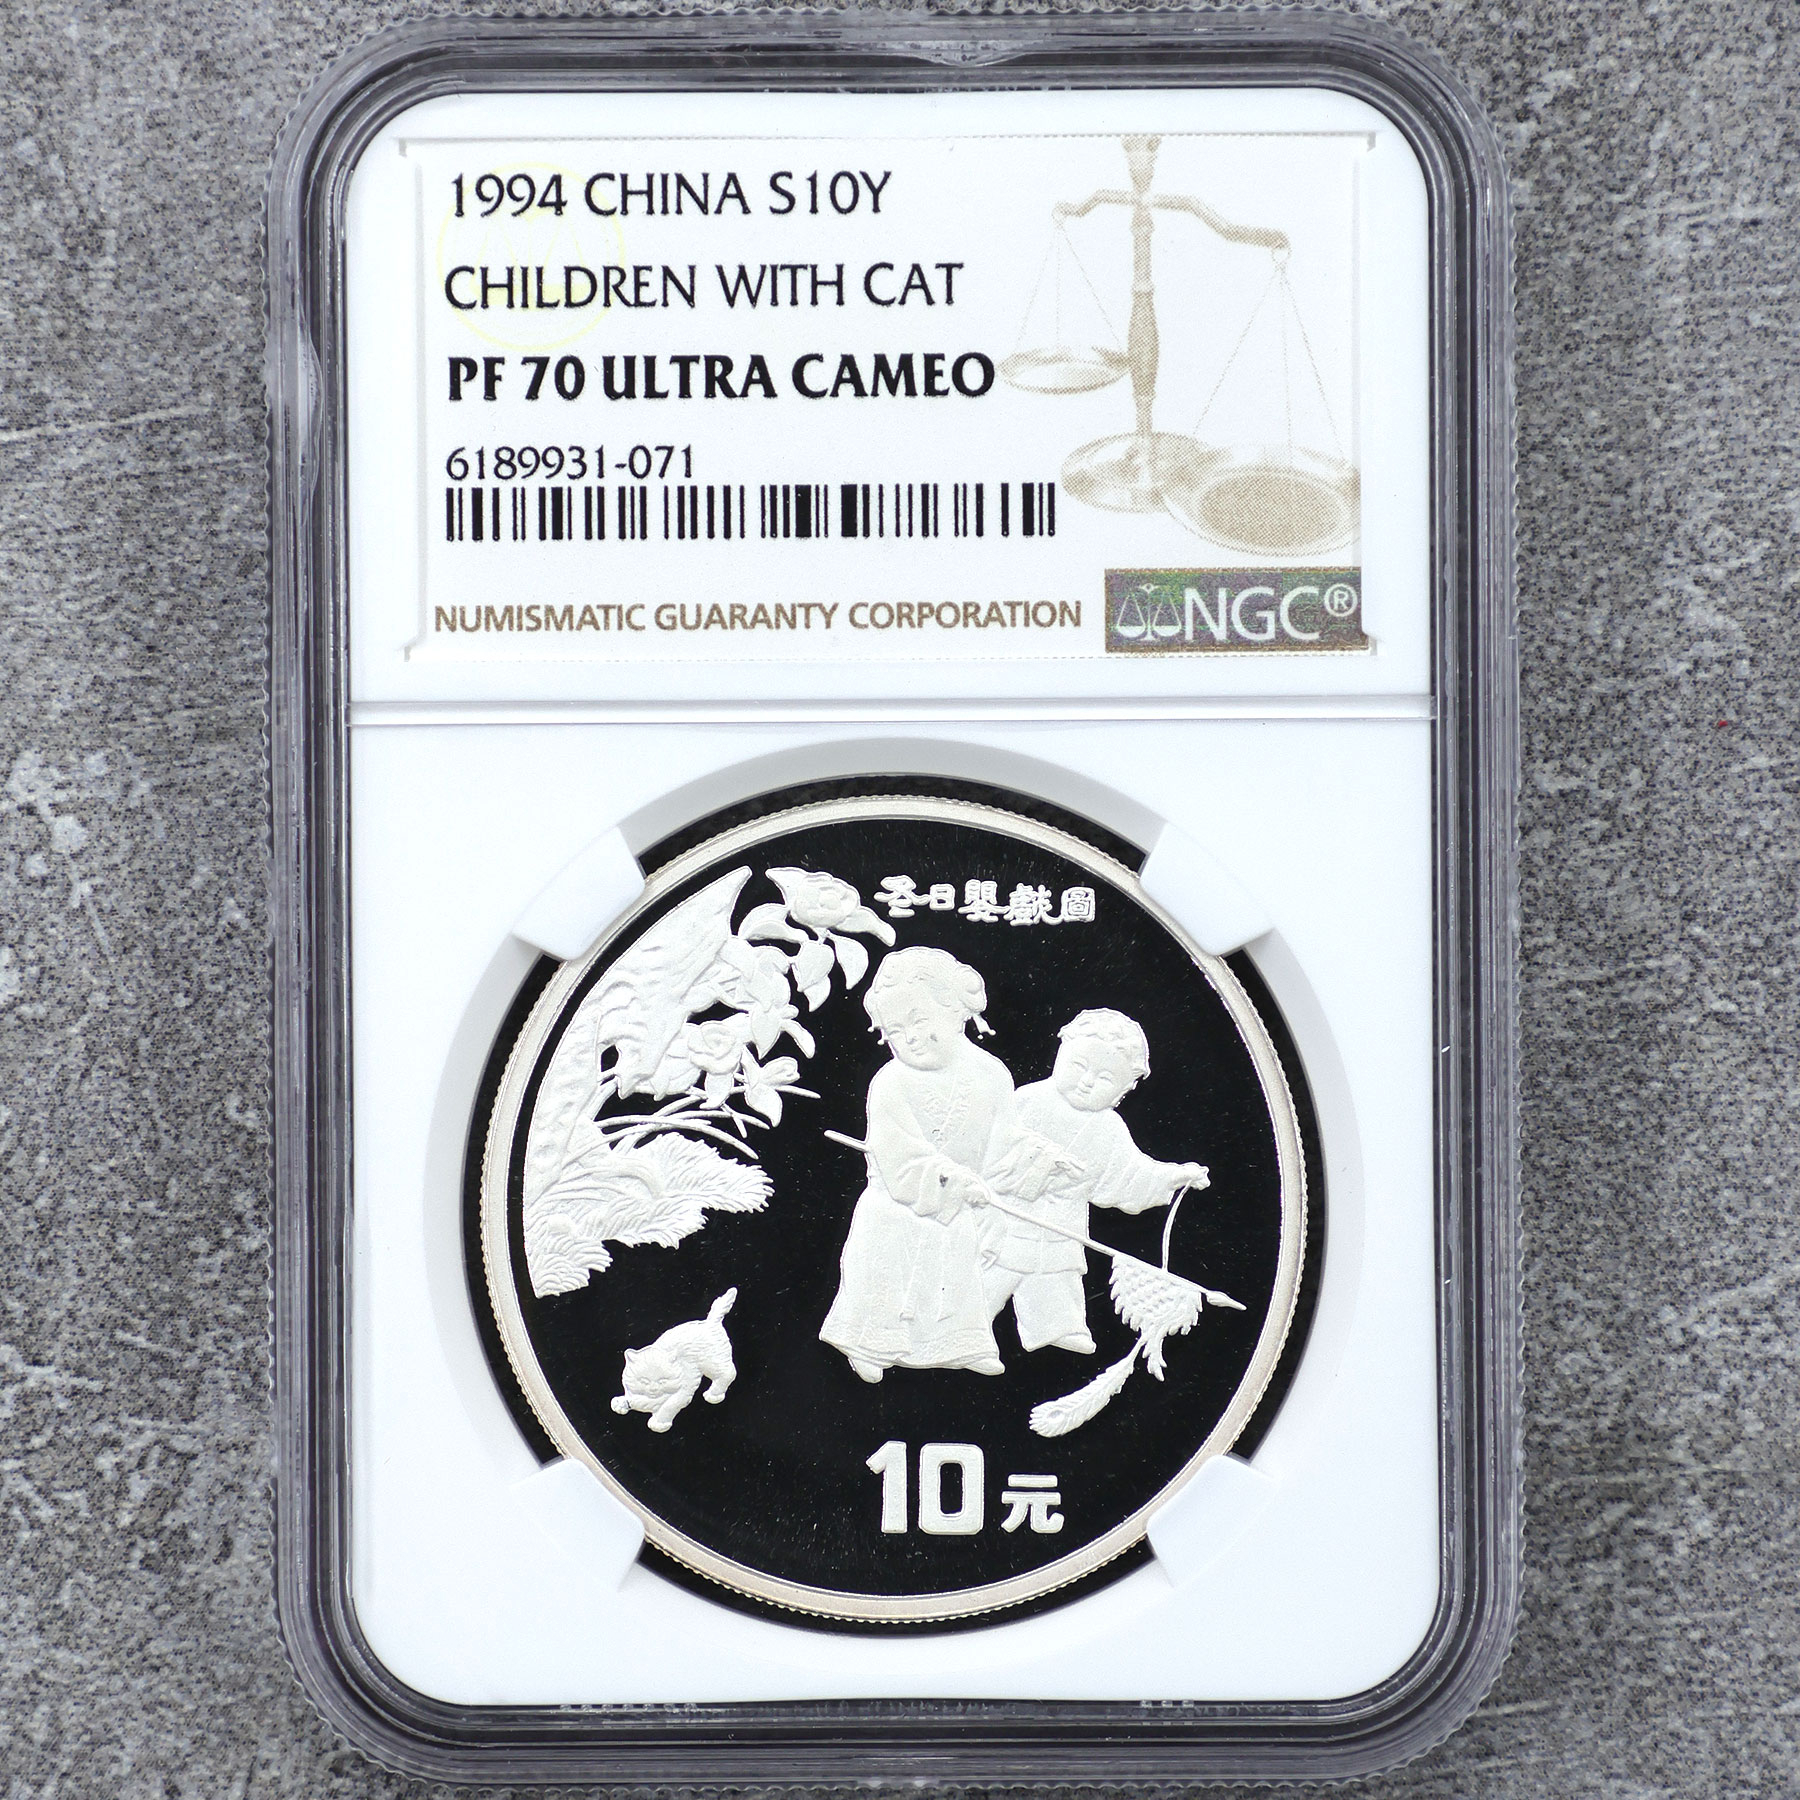 1994 CHINA S10Y
CHILDREN WITH CAT
PF 70 ULTRA CAMEO
6189931-071
NUMISMATIC GUARANTY CORPORATION
NGC®
冬日嬰戲圖
10元